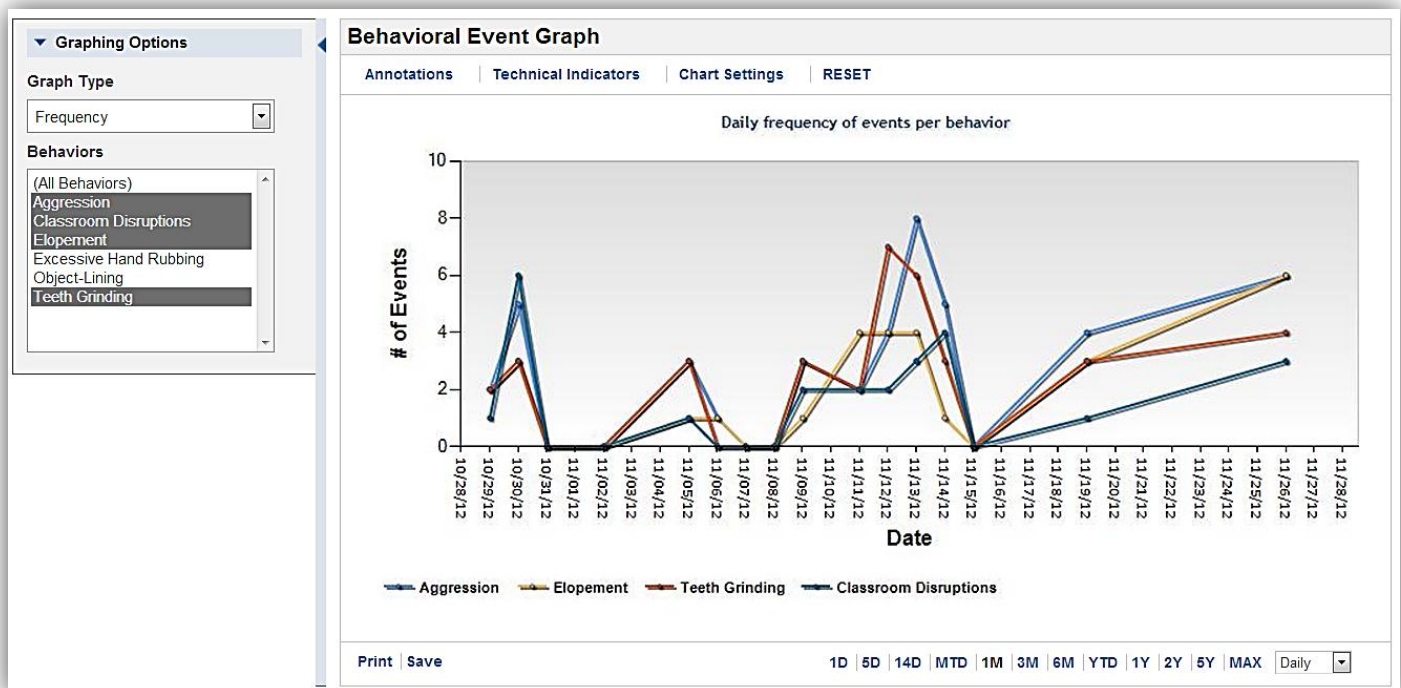 Graphing Options
Graph Type
Frequency
Behaviors
(All Behaviors)
Aggression
Classroom Disruptions
Elopement
Excessive Hand Rubbing
Object-Lining
Teeth Grinding
Behavioral Event Graph
Annotations Technical Indicators Chart Settings RESET
Daily frequency of events per behavior
# of Events
10
8
6
4
2
0
10/28/12
10/29/12
10/30/12
10/31/12
11/01/12
11/02/12
11/03/12
11/04/12
11/05/12
11/06/12
11/07/12
11/08/12
11/09/12
11/10/12
11/11/12
11/12/12
11/13/12
11/14/12
11/15/12
11/16/12
11/17/12
11/18/12
11/19/12
11/20/12
11/21/12
11/22/12
11/23/12
11/24/12
11/25/12
11/26/12
11/27/12
11/28/12
Date
Aggression Elopement Teeth Grinding Classroom Disruptions
Print Save 1D 5D 14D MTD 1M 3M 6M YTD 1Y 2Y 5Y MAX Daily